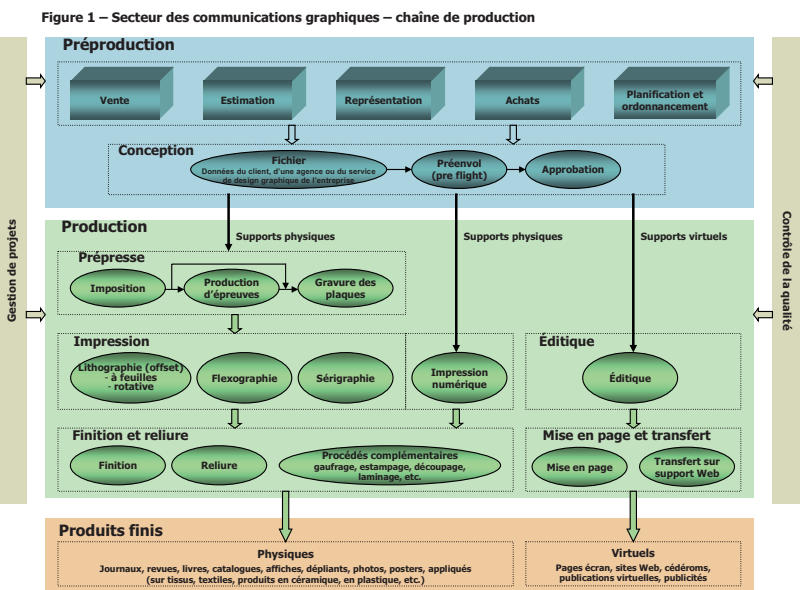 Figure 1 – Secteur des communications graphiques – chaîne de production
Préproduction
Vente
Estimation
Représentation
Achats
Planification et
ordonnancement
Conception
Fichier
Données du client, d'une agence ou du service
de design graphique de l'entreprise
Préenvol
(pre flight)
Approbation
Gestion de projets
Contrôle de la qualité
Production
Supports physiques
Supports physiques
Supports virtuels
Prépresse
Imposition
Production
d'épreuves
Gravure des
plaques
Impression
Lithographie (offset)
- à feuilles
- rotative
Flexographie
Sérigraphie
Impression
numérique
Éditique
Éditique
Finition et reliure
Finition
Reliure
Procédés complémentaires
gaufrage, estampage, découpage,
laminage, etc.
Mise en page et transfert
Mise en page
Transfert sur
support Web
Produits finis
Physiques
Journaux, revues, livres, catalogues, affiches, dépliants, photos, posters, appliqués
(sur tissus, textiles, produits en céramique, en plastique, etc.)
Virtuels
Pages écran, sites Web, cédéroms,
publications virtuelles, publicités